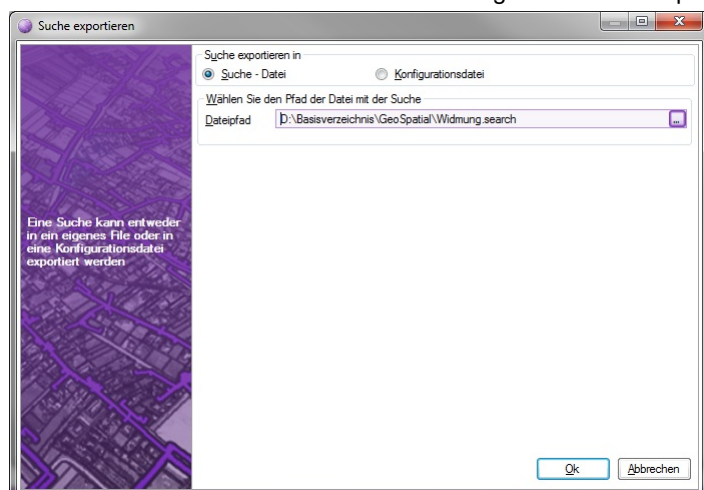 Suche exportieren
Suche exportieren in
Suche - Datei
Konfigurationsdatei
Wählen Sie den Pfad der Datei mit der Suche
Dateipfad
D:\Basisverzeichnis\GeoSpatial\Widmung.search
...
Eine Suche kann entweder
in ein eigenes File oder in
eine Konfigurationsdatei
exportiert werden
Ok
Abbrechen